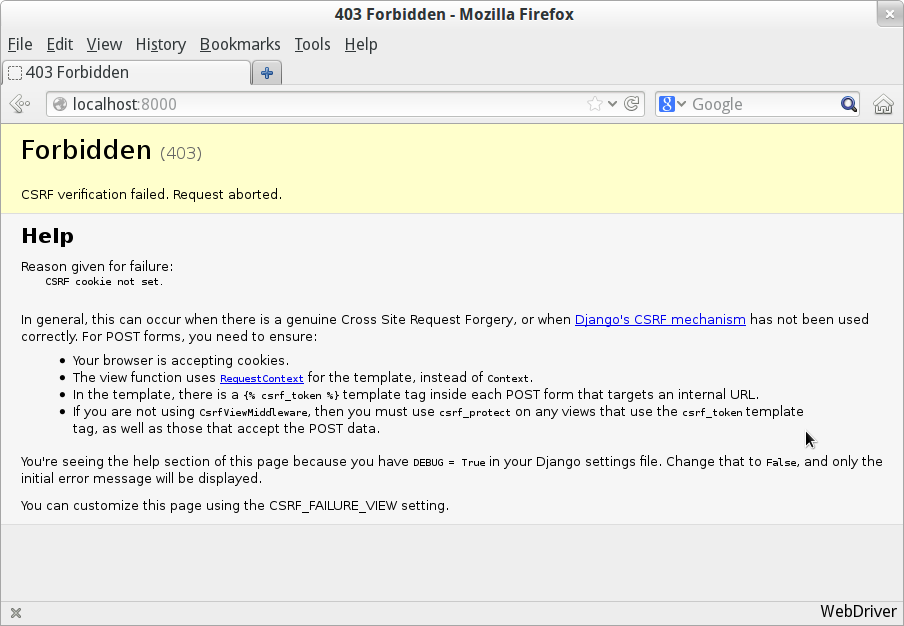 403 Forbidden - Mozilla Firefox
File Edit View History Bookmarks Tools Help
403 Forbidden
localhost:8000
Google
Forbidden (403)
CSRF verification failed. Request aborted.
Help
Reason given for failure:
CSRF cookie not set.
In general, this can occur when there is a genuine Cross Site Request Forgery, or when Django's CSRF mechanism has not been used
correctly. For POST forms, you need to ensure:
• Your browser is accepting cookies.
• The view function uses RequestContext for the template, instead of Context.
• In the template, there is a {% csrf_token %} template tag inside each POST form that targets an internal URL.
• If you are not using CsrfViewMiddleware, then you must use csrf_protect on any views that use the csrf_token template
tag, as well as those that accept the POST data.
You're seeing the help section of this page because you have DEBUG = True in your Django settings file. Change that to False, and only the
initial error message will be displayed.
You can customize this page using the CSRF_FAILURE_VIEW setting.
WebDriver